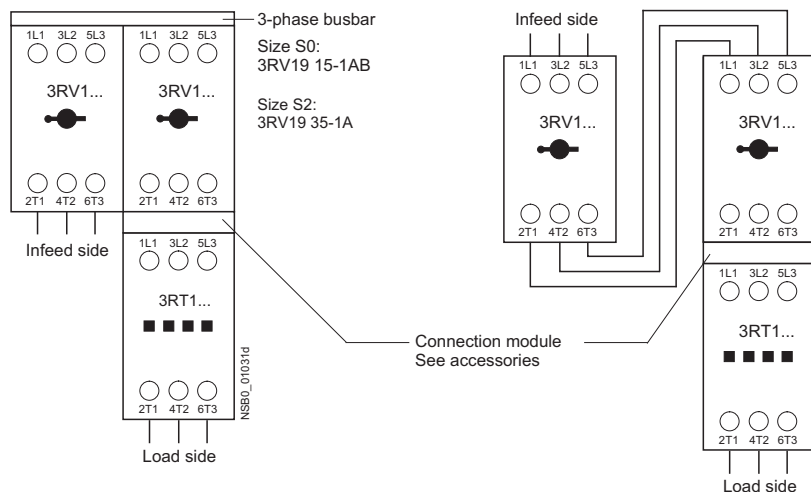 3-phase busbar
Size S0:
3RV19 15-1AB
Size S2:
3RV19 35-1A
1L1 3L2 5L3
3RV1...
2T1 4T2 6T3
Infeed side
1L1 3L2 5L3
3RV1...
2T1 4T2 6T3
1L1 3L2 5L3
3RT1...
2T1 4T2 6T3
Load side
NSB0_01031d
Connection module
See accessories
Infeed side
1L1 3L2 5L3
3RV1...
2T1 4T2 6T3
1L1 3L2 5L3
3RV1...
2T1 4T2 6T3
1L1 3L2 5L3
3RT1...
2T1 4T2 6T3
Load side